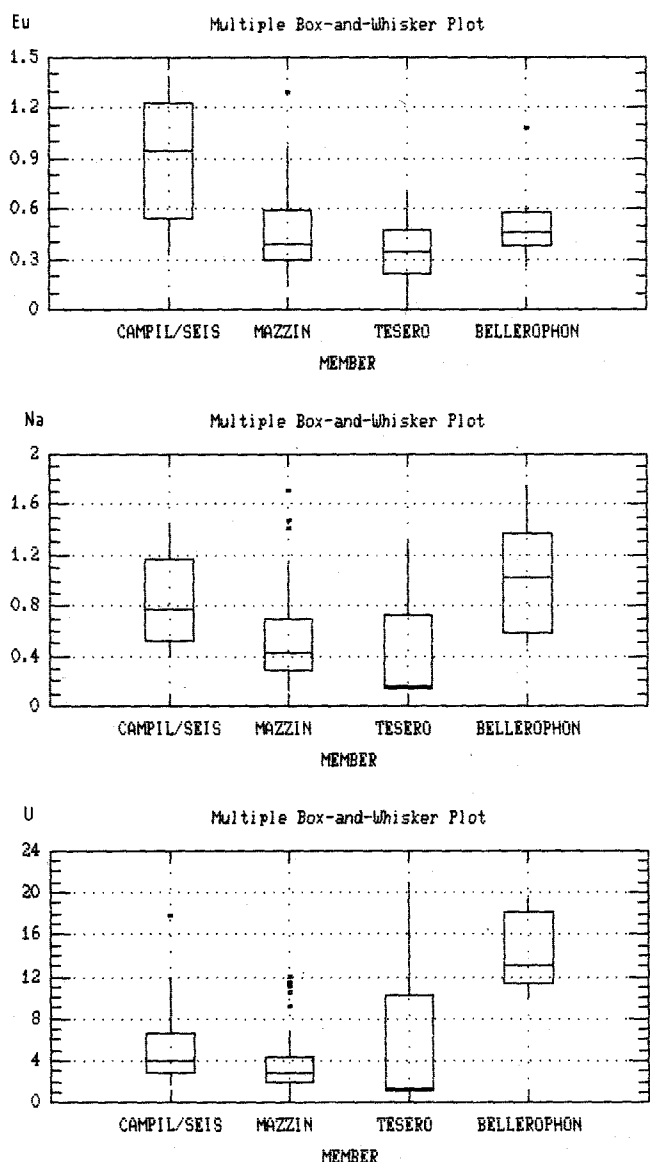 Eu Multiple Box-and-Whisker Plot
1.5
1.2
0.9
0.6
0.3
0
CAMPIL/SEIS MAZZIN TESERO BELLEROPHON
MEMBER
Na Multiple Box-and-Whisker Plot
2
1.6
1.2
0.8
0.4
0
CAMPIL/SEIS MAZZIN TESERO BELLEROPHON
MEMBER
U Multiple Box-and-Whisker Plot
24
20
16
12
8
4
0
CAMPIL/SEIS MAZZIN TESERO BELLEROPHON
MEMBER